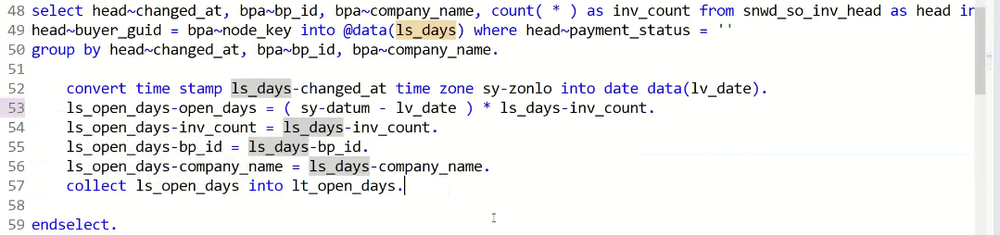 48 select head~changed_at, bpa~bp_id, bpa~company_name, count( * ) as inv_count from snwd_so_inv_head as head
49 head~buyer_guid = bpa~node_key into @data(ls_days) where head~payment_status = ''
50 group by head~changed_at, bpa~bp_id, bpa~company_name.
51
52 convert time stamp ls_days-changed_at time zone sy-zonlo into date data(lv_date).
53 ls_open_days-open_days = ( sy-datum - lv_date ) * ls_days-inv_count.
54 ls_open_days-inv_count = ls_days-inv_count.
55 ls_open_days-bp_id = ls_days-bp_id.
56 ls_open_days-company_name = ls_days-company_name.
57 collect ls_open_days into lt_open_days.
58
59 endselect.